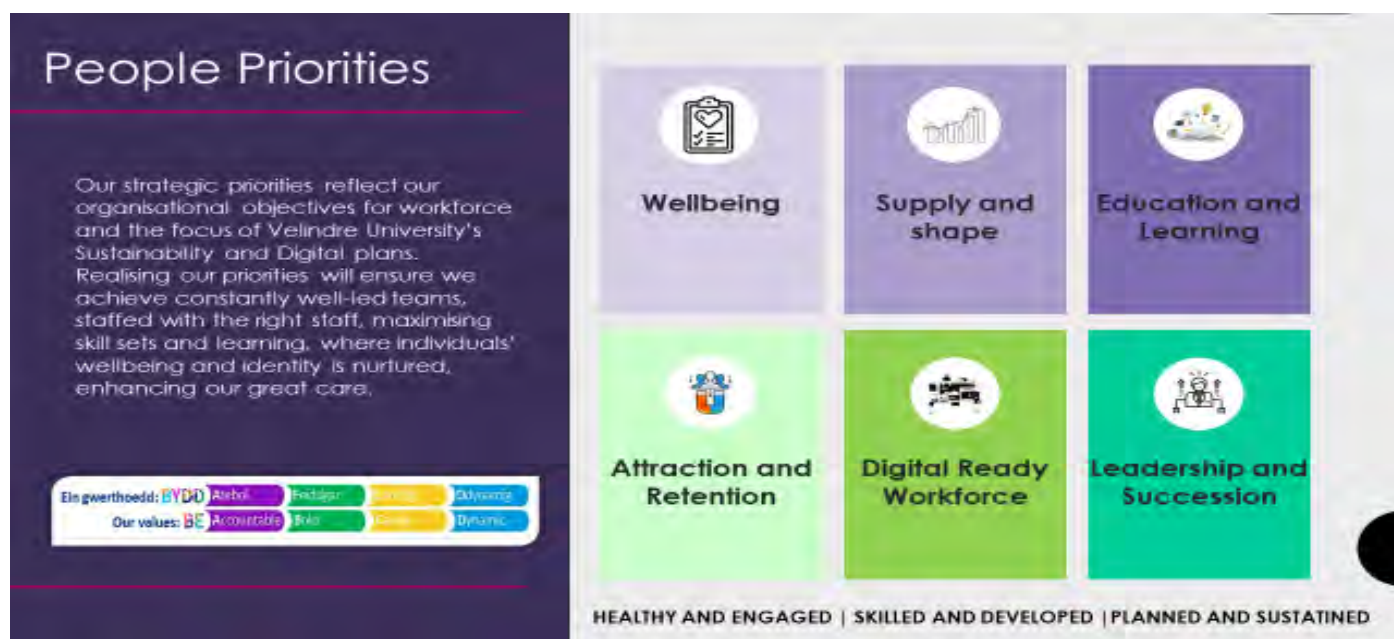 People Priorities
Our strategic priorities reflect our
organisational objectives for workforce
and the focus of Velindre University's
Sustainability and Digital plans.
Realising our priorities will ensure we
achieve constantly well-led teams,
staffed with the right staff, maximising
skill sets and learning, where individuals'
wellbeing and identity is nurtured,
enhancing our great care.
Ein gwerthoedd: BYDD Atebol
Our values: BE Accountable Bold Dynamic
Wellbeing
Supply and
shape
Education and
Learning
Attraction and
Retention
Digital Ready
Workforce
Leadership and
Succession
HEALTHY AND ENGAGED | SKILLED AND DEVELOPED |PLANNED AND SUSTATINED